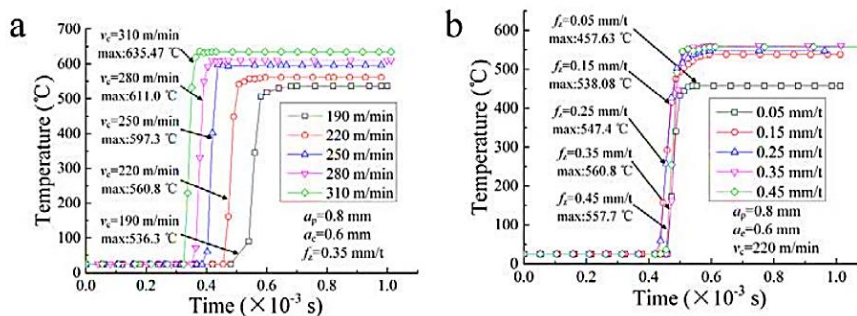 a
700
600
500
400
300
200
100
0
Temperature (℃)
vc=310 m/min
max:635.47 ℃
vc=280 m/min
max:611.0 ℃
vc=250 m/min
max:597.3 ℃
vc=220 m/min
max:560.8 ℃
vc=190 m/min
max:536.3 ℃
190 m/min
220 m/min
250 m/min
280 m/min
310 m/min
ap=0.8 mm
ae=0.6 mm
fz=0.35 mm/t
0.0 0.2 0.4 0.6 0.8 1.0
Time (×10-3 s)
b
600
500
400
300
200
100
0
Temperature (℃)
fz=0.05 mm/t
max:457.63 ℃
fz=0.15 mm/t
max:538.08 ℃
fz=0.25 mm/t
max:547.4 ℃
fz=0.35 mm/t
max:560.8 ℃
fz=0.45 mm/t
max:557.7 ℃
0.05 mm/t
0.15 mm/t
0.25 mm/t
0.35 mm/t
0.45 mm/t
ap=0.8 mm
ae=0.6 mm
vc=220 m/min
0.0 0.2 0.4 0.6 0.8 1.0
Time (×10-3 s)